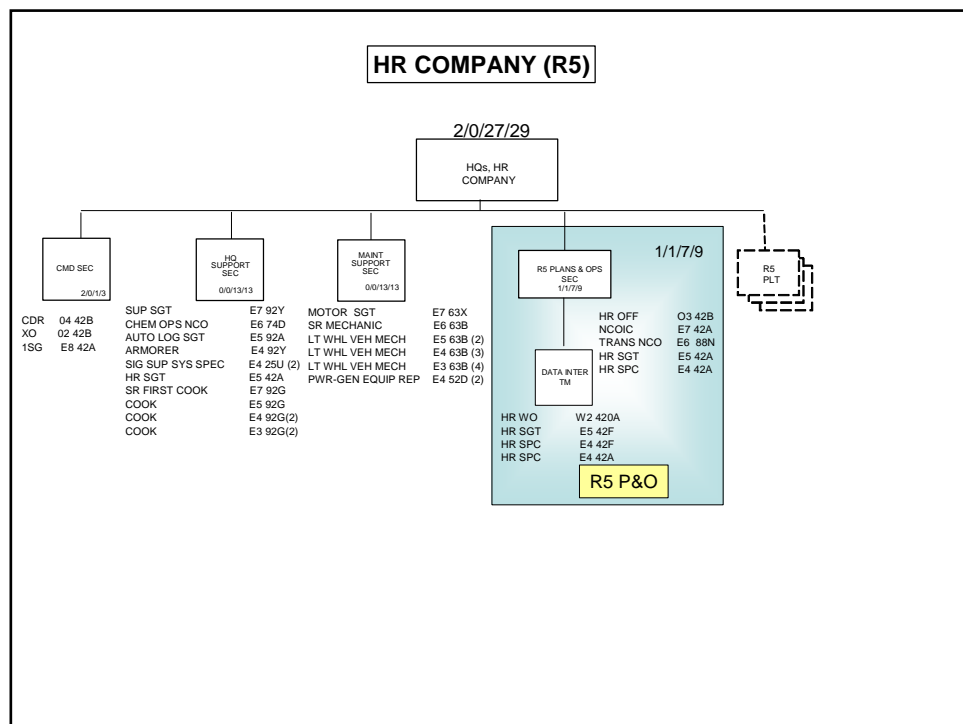 HR COMPANY (R5)
2/0/27/29
HQs, HR
COMPANY
CMD SEC
2/0/1/3
CDR 04 42B
XO 02 42B
1SG E8 42A
HQ
SUPPORT
SEC
0/0/13/13
SUP SGT E7 92Y
CHEM OPS NCO E6 74D
AUTO LOG SGT E5 92A
ARMORER E4 92Y
SIG SUP SYS SPEC E4 25U (2)
HR SGT E5 42A
SR FIRST COOK E7 92G
COOK E5 92G
COOK E4 92G(2)
COOK E3 92G(2)
MAINT
SUPPORT
SEC
0/0/13/13
MOTOR SGT E7 63X
SR MECHANIC E6 63B
LT WHL VEH MECH E5 63B (2)
LT WHL VEH MECH E4 63B (3)
LT WHL VEH MECH E3 63B (4)
PWR-GEN EQUIP REP E4 52D (2)
1/1/7/9
R5 PLANS & OPS
SEC
1/1/7/9
HR OFF O3 42B
NCOIC E7 42A
TRANS NCO E6 88N
HR SGT E5 42A
HR SPC E4 42A
DATA INTER
TM
HR WO W2 420A
HR SGT E5 42F
HR SPC E4 42F
HR SPC E4 42A
R5 P&O
R5
PLT